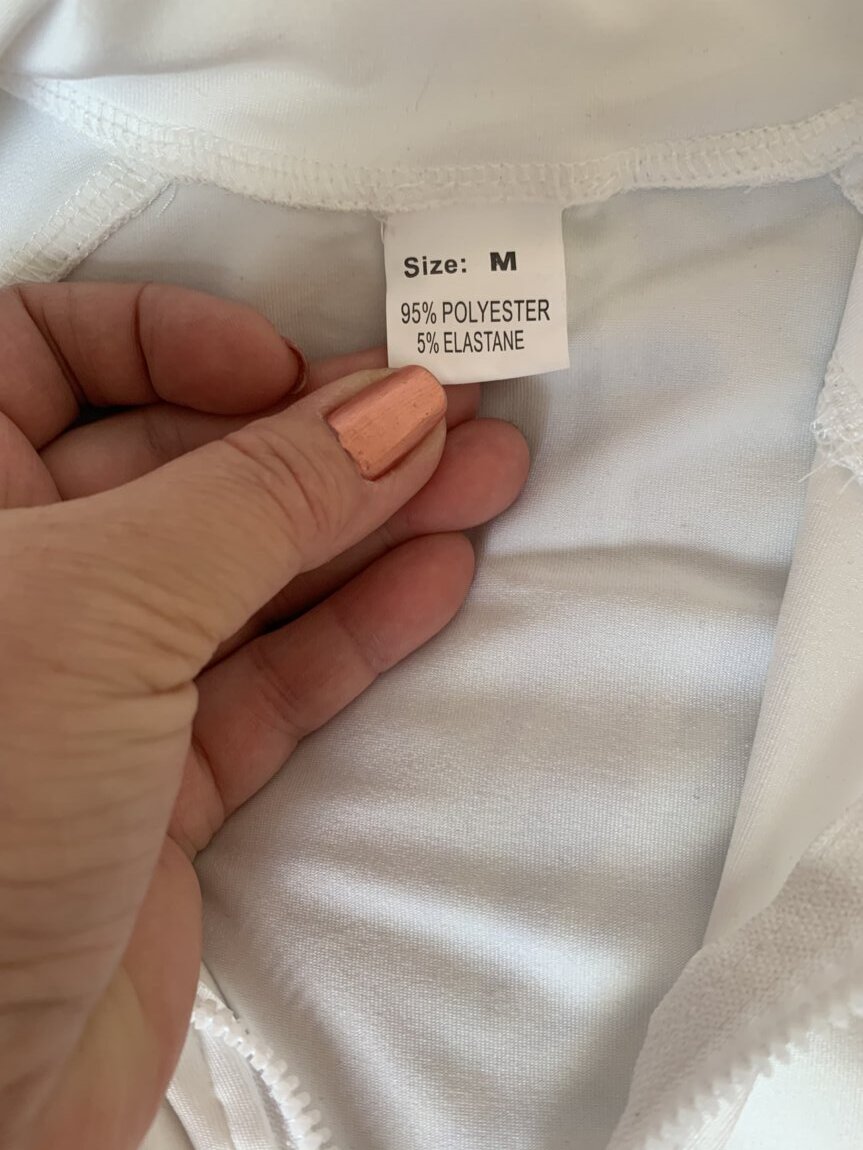 Size: M
95% POLYESTER
5% ELASTANE